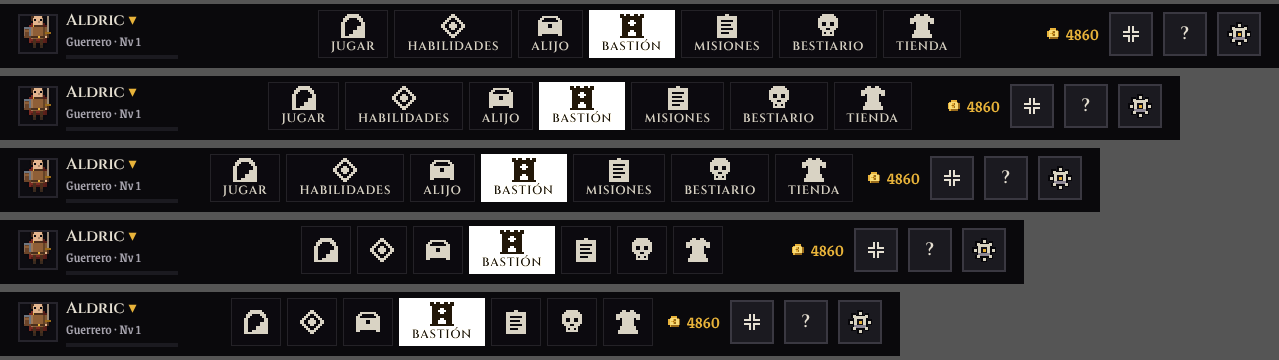 ALDRIC ▼
Guerrero · Nv 1
JUGAR HABILIDADES ALIJO BASTIÓN MISIONES BESTIARIO TIENDA
4860 ?
ALDRIC ▼
Guerrero · Nv 1
JUGAR HABILIDADES ALIJO BASTIÓN MISIONES BESTIARIO TIENDA
4860 ?
ALDRIC ▼
Guerrero · Nv 1
JUGAR HABILIDADES ALIJO BASTIÓN MISIONES BESTIARIO TIENDA
4860 ?
ALDRIC ▼
Guerrero · Nv 1
BASTIÓN
4860 ?
ALDRIC ▼
Guerrero · Nv 1
BASTIÓN
4860 ?